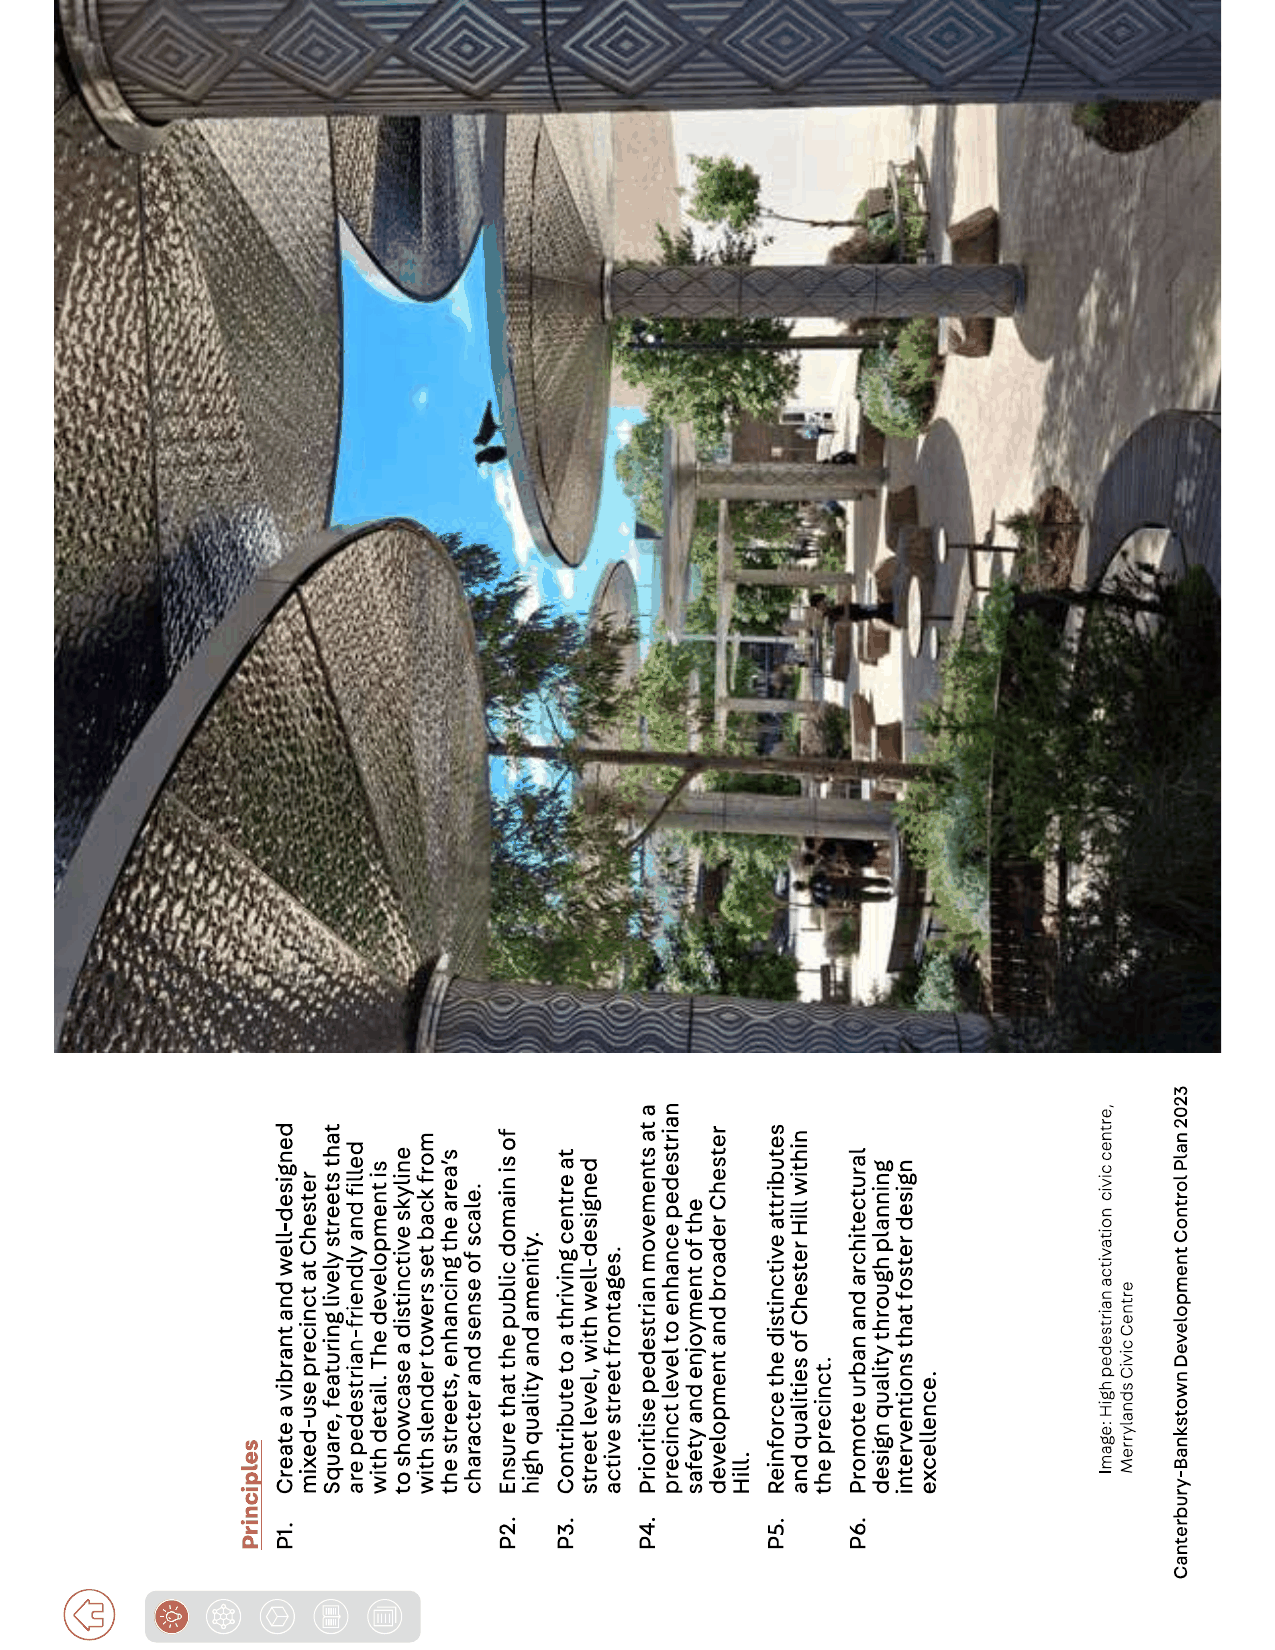 Principles
P1. Create a vibrant and well-designed
mixed-use precinct at Chester
Square, featuring lively streets that
are pedestrian-friendly and filled
with detail. The development is
to showcase a distinctive skyline
with slender towers set back from
the streets, enhancing the area's
character and sense of scale.
P2. Ensure that the public domain is of
high quality and amenity.
P3. Contribute to a thriving centre at
street level, with well-designed
active street frontages.
P4. Prioritise pedestrian movements at a
precinct level to enhance pedestrian
safety and enjoyment of the
development and broader Chester
Hill.
P5. Reinforce the distinctive attributes
and qualities of Chester Hill within
the precinct.
P6. Promote urban and architectural
design quality through planning
interventions that foster design
excellence.
Image: High pedestrian activation civic centre,
Merrylands Civic Centre
Canterbury-Bankstown Development Control Plan 2023